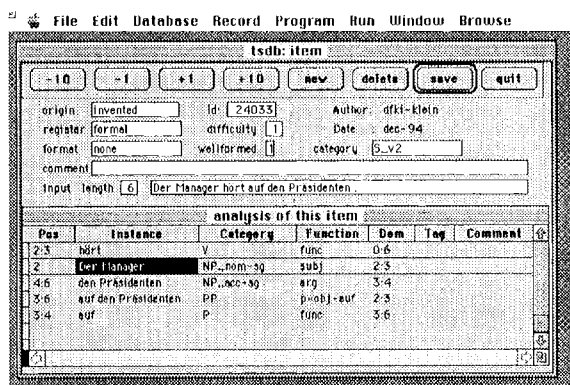 File Edit Database Record Program Run Window Browse
tsdb: item
-10 -1 +1 +10 new delete save quit
origin invented Id: 24033 Author: dfki-klein
register formal difficulty 1 Date : dec-94
format none wellformed 1 category S_v2
comment
input length 6 Der Manager hört auf den Präsidenten .
analysis of this item
Pos Instance Category Function Dom Tag Comment
2:3 hört V func 0:6
2 Der Manager NP_nom-sg subj 2:3
4:6 den Präsidenten NP_acc-sg arg 3:4
3:6 auf den Präsidenten PP p-obj-auf 2:3
3:4 auf P func 3:6